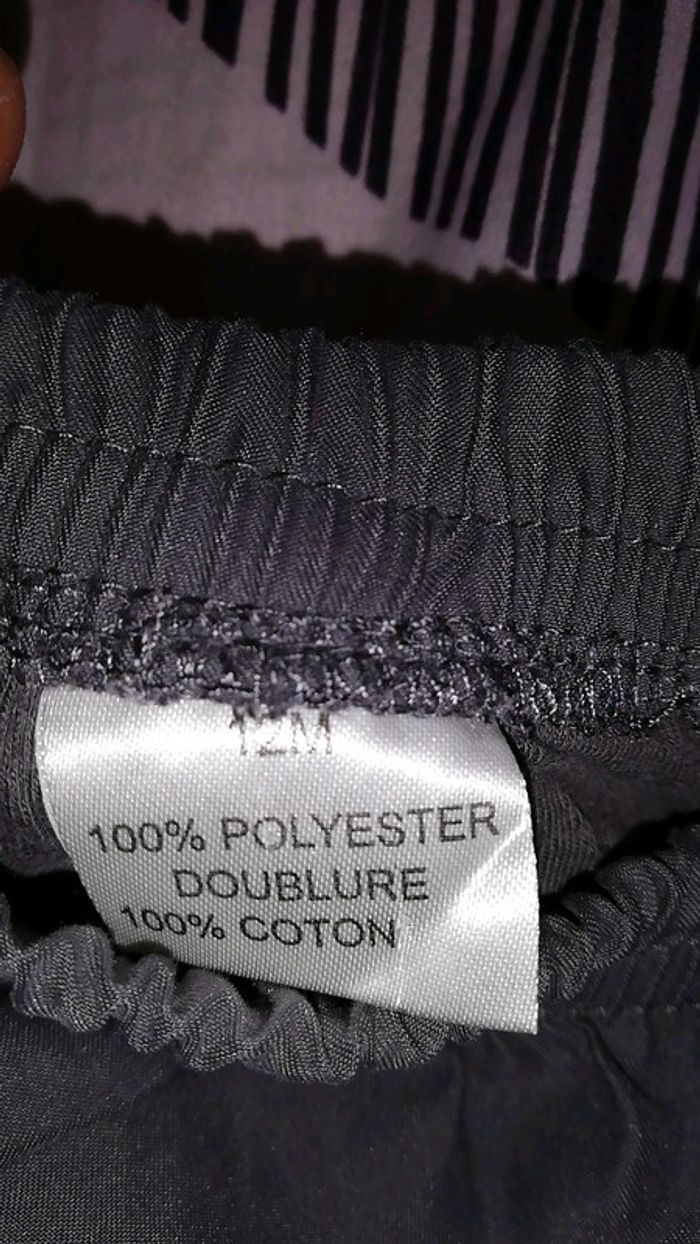 12M
100% POLYESTER
DOUBLURE
100% COTON